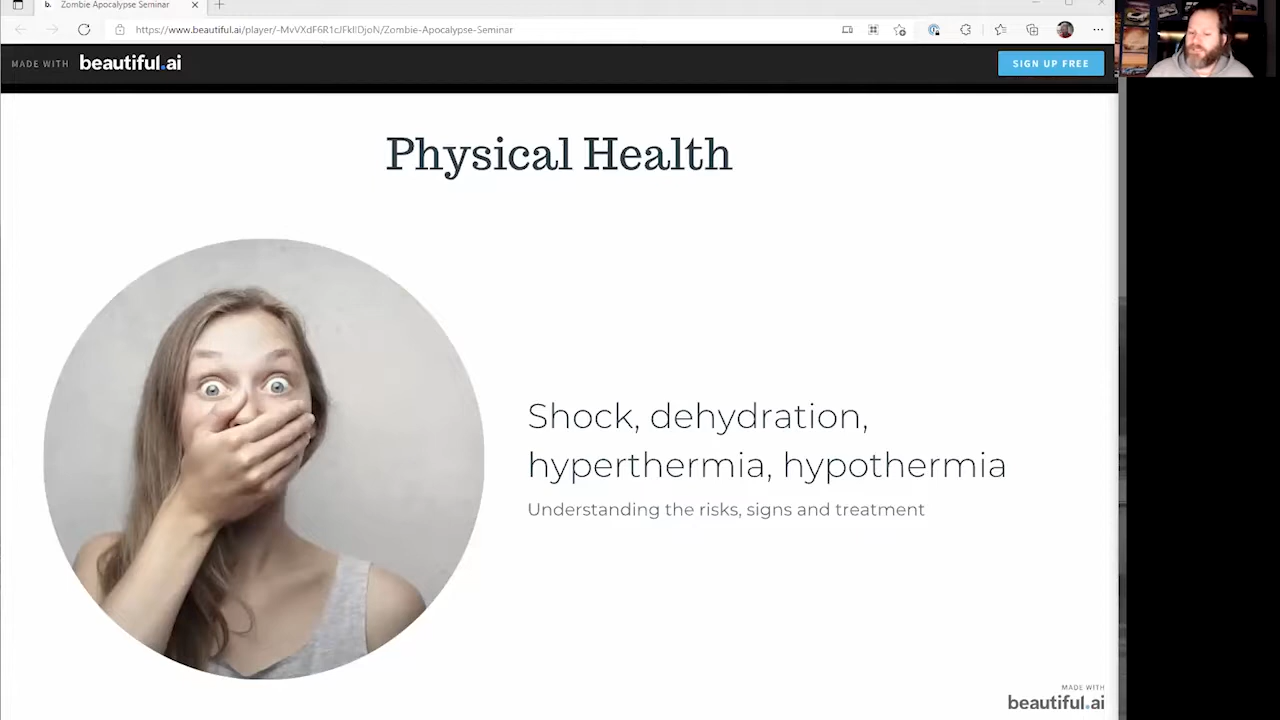 b. Zombie Apocalypse Seminar
https://www.beautiful.ai/player/-MvVXdF6R1cJFkllDjoN/Zombie-Apocalypse-Seminar
MADE WITH beautiful.ai
SIGN UP FREE
Physical Health
Shock, dehydration,
hyperthermia, hypothermia
Understanding the risks, signs and treatment
MADE WITH
beautiful.ai